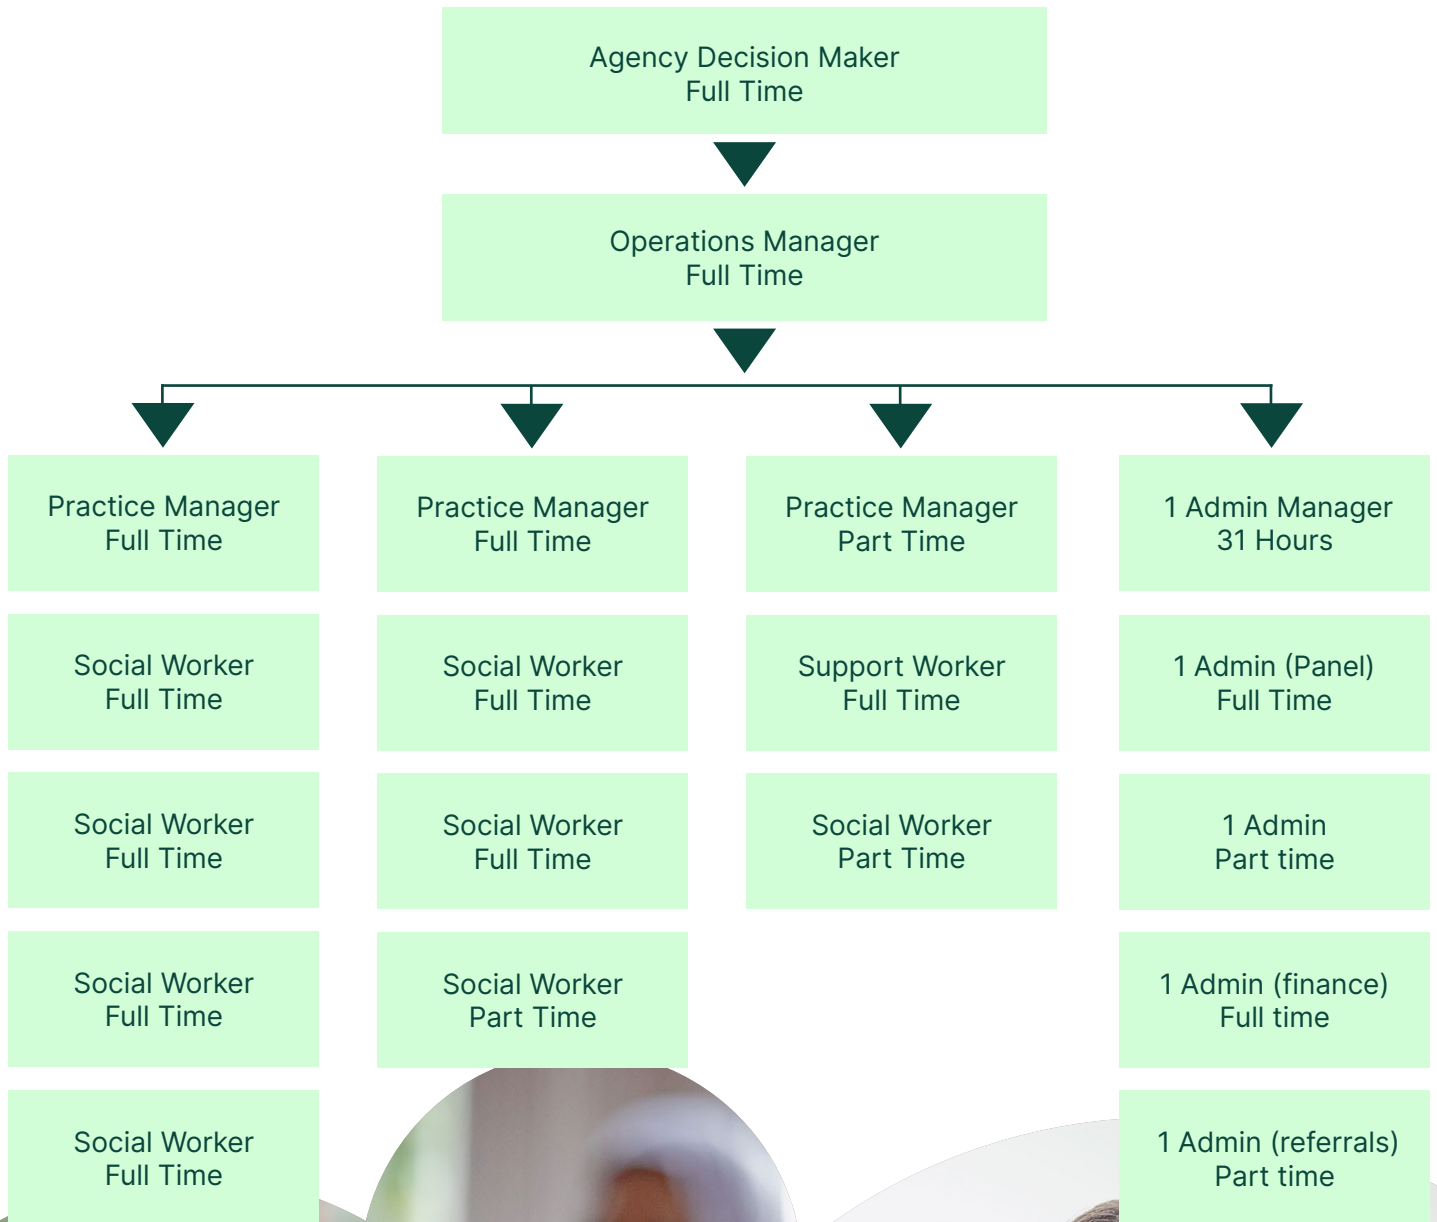 Agency Decision Maker
Full Time
Operations Manager
Full Time
Practice Manager
Full Time
Practice Manager
Full Time
Practice Manager
Part Time
1 Admin Manager
31 Hours
Social Worker
Full Time
Social Worker
Full Time
Support Worker
Full Time
1 Admin (Panel)
Full Time
Social Worker
Full Time
Social Worker
Full Time
Social Worker
Part Time
1 Admin
Part time
Social Worker
Full Time
Social Worker
Part Time
1 Admin (finance)
Full time
Social Worker
Full Time
1 Admin (referrals)
Part time